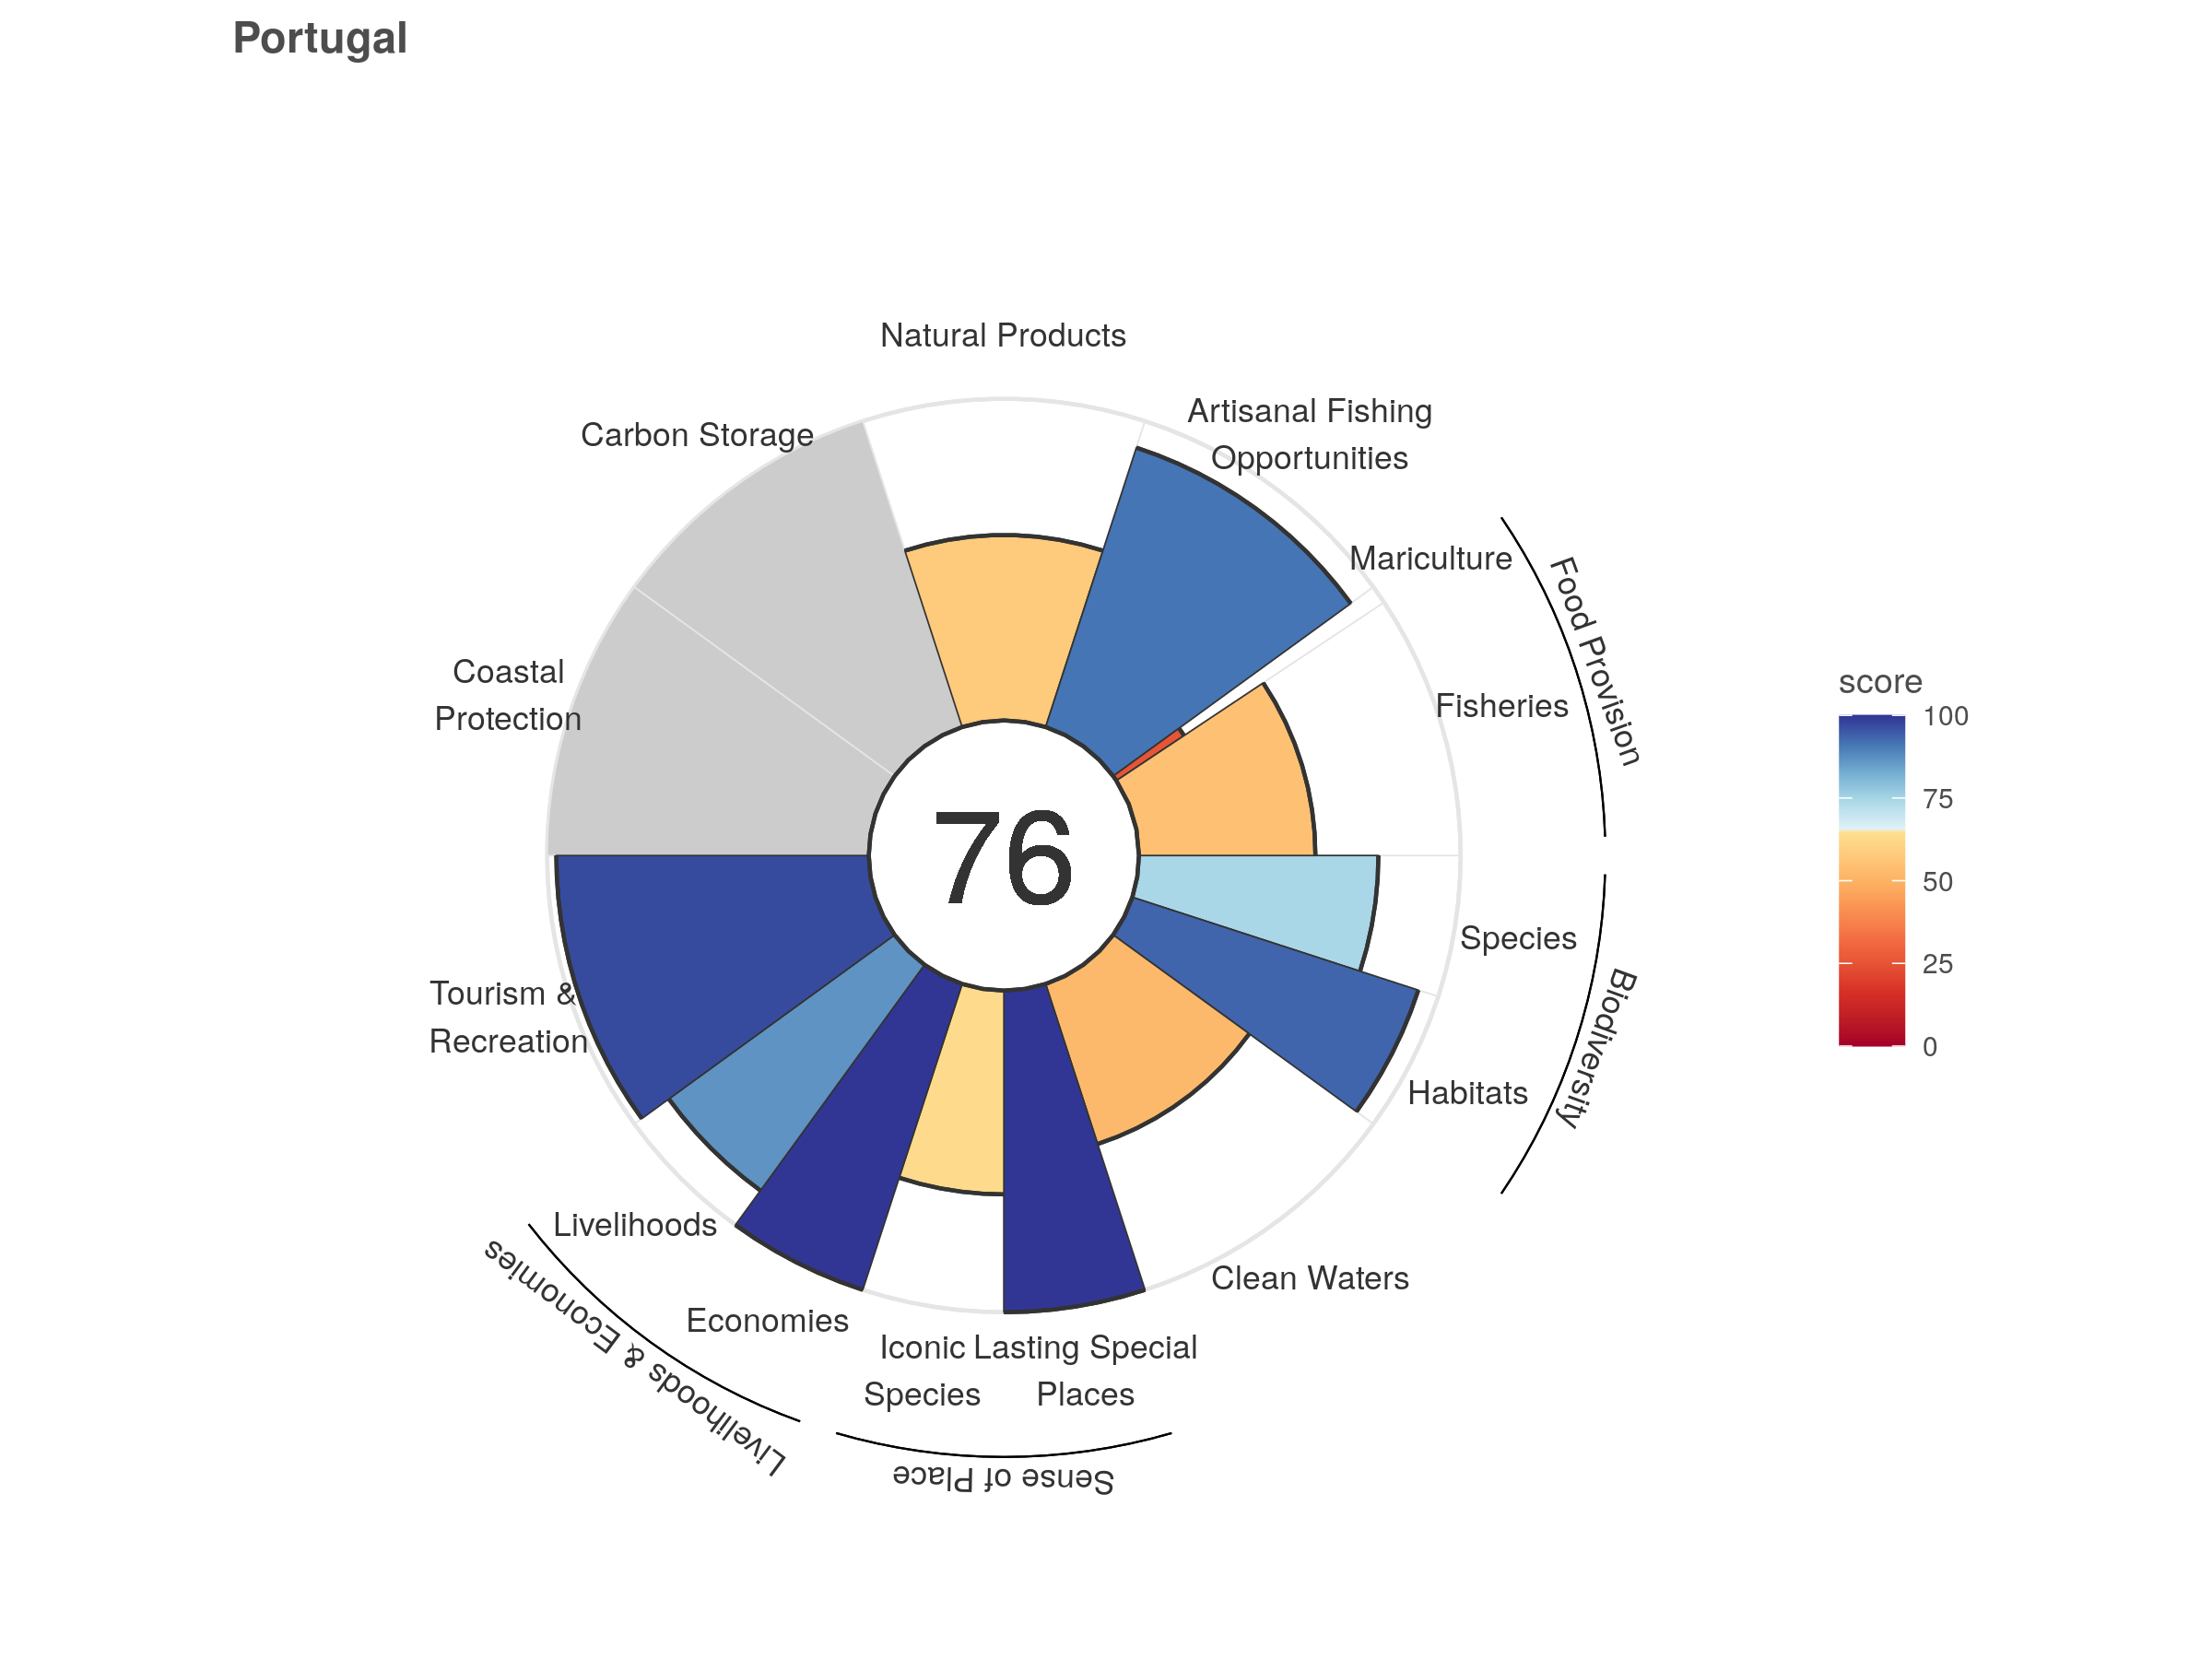 Portugal
Natural Products
Artisanal Fishing
Opportunities
Carbon Storage
Mariculture
Food Provision
Fisheries
Coastal
Protection
76
Species
Biodiversity
Habitats
Tourism &
Recreation
Livelihoods
Clean Waters
Economies
Livelihoods & Economies
Iconic
Species
Lasting Special
Places
Sense of Place
score
100
75
50
25
0